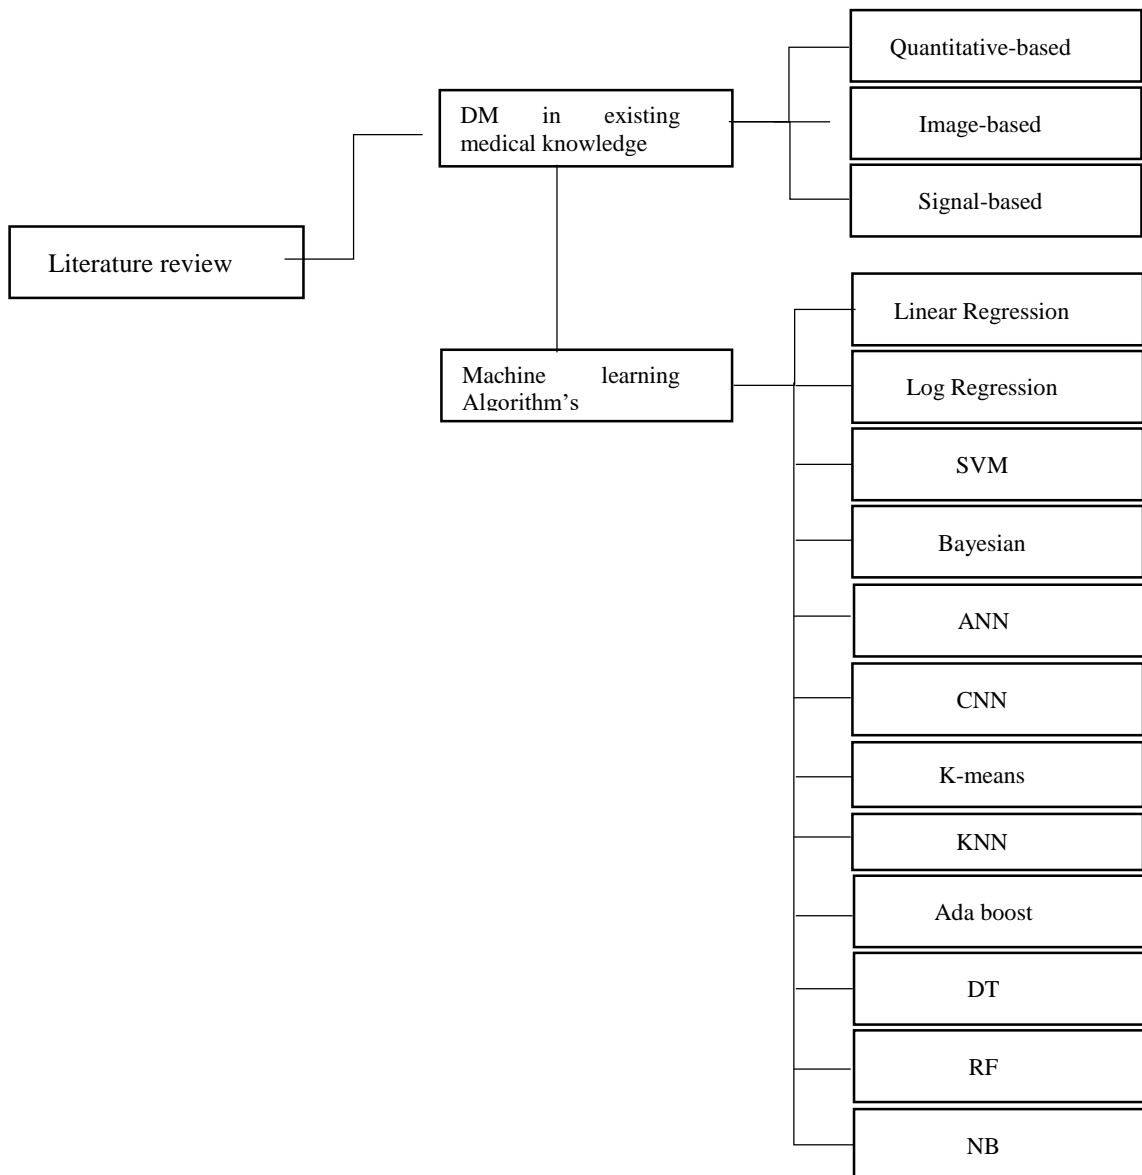 Literature review
DM in existing
medical knowledge
Quantitative-based
Image-based
Signal-based
Machine learning
Algorithm’s
Linear Regression
Log Regression
SVM
Bayesian
ANN
CNN
K-means
KNN
Ada boost
DT
RF
NB